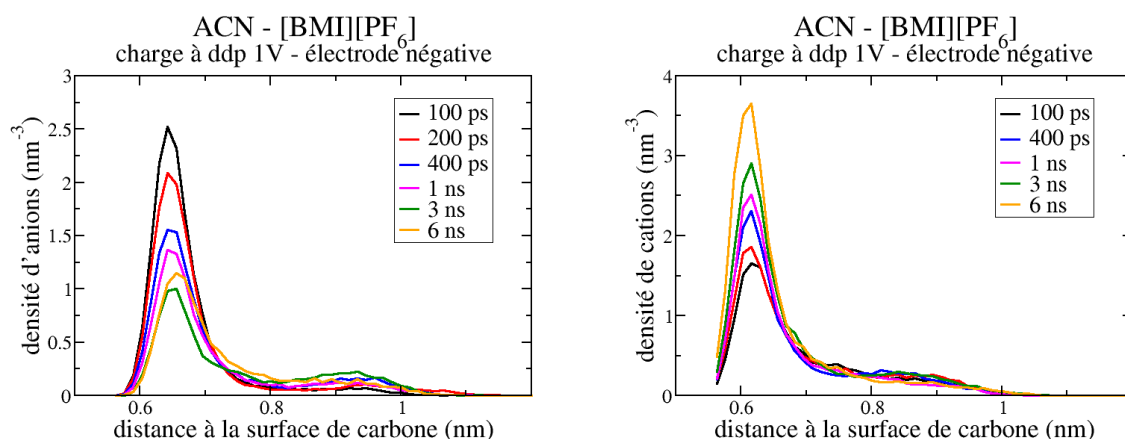 ACN - [BMI][PF6]
charge à ddp 1V - électrode négative
densité d'anions (nm-3)
3
2.5
2
1.5
1
0.5
0
100 ps
200 ps
400 ps
1 ns
3 ns
6 ns
0.6
0.8
1
distance à la surface de carbone (nm)
ACN - [BMI][PF6]
charge à ddp 1V - électrode négative
densité de cations (nm-3)
4
3
2
1
0
100 ps
400 ps
1 ns
3 ns
6 ns
0.6
0.8
1
distance à la surface de carbone (nm)